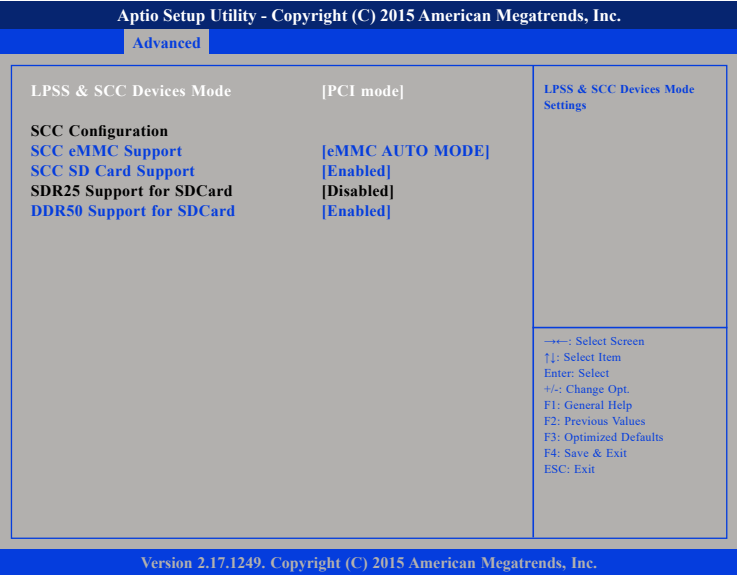 Aptio Setup Utility - Copyright (C) 2015 American Megatrends, Inc.
Advanced
LPSS & SCC Devices Mode [PCI mode]
SCC Configuration
SCC eMMC Support [eMMC AUTO MODE]
SCC SD Card Support [Enabled]
SDR25 Support for SDCard [Disabled]
DDR50 Support for SDCard [Enabled]
LPSS & SCC Devices Mode
Settings
→←: Select Screen
↑↓: Select Item
Enter: Select
+/-: Change Opt.
F1: General Help
F2: Previous Values
F3: Optimized Defaults
F4: Save & Exit
ESC: Exit
Version 2.17.1249. Copyright (C) 2015 American Megatrends, Inc.